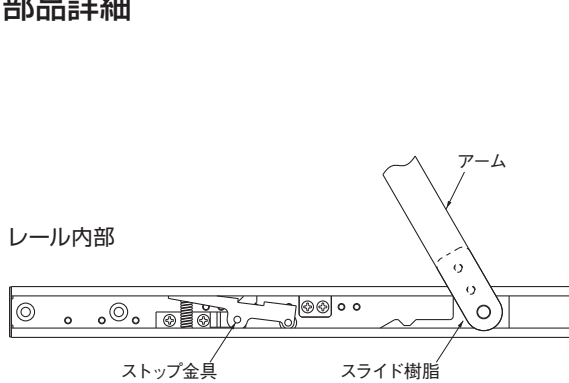 部品詳細
アーム
レール内部
ストップ金具
スライド樹脂